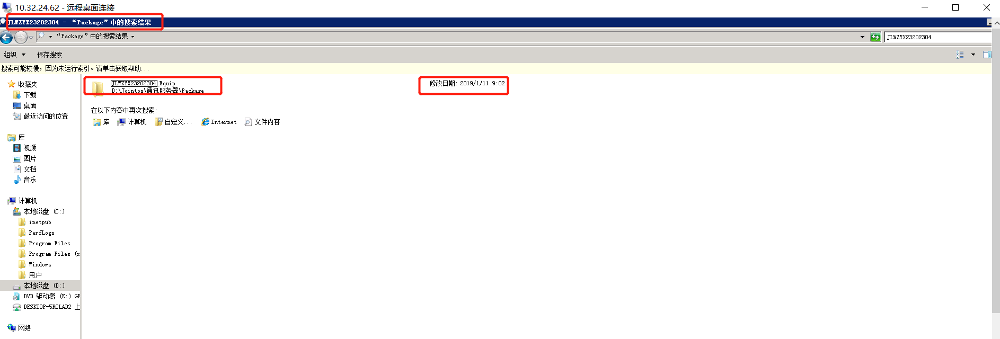 10.32.24.62 - 远程桌面连接
JLWZYX23202304 - “Package”中的搜索结果
“Package”中的搜索结果
JLWZYX23202304
组织
保存搜索
搜索可能较慢，因为未运行索引。请单击获取帮助...
收藏夹
下载
桌面
最近访问的位置
库
视频
图片
文档
音乐
计算机
本地磁盘 (C:)
inetpub
PerfLogs
Program Files
Program Files (x
Windows
用户
本地磁盘 (D:)
DVD 驱动器 (E:) GR
DESKTOP-5RCLAD2 上
网络
JLWZYX23202304_Equip
D:\Jointos\通讯服务器\Package
修改日期: 2019/1/11 9:02
在以下内容中再次搜索:
库 计算机 自定义... Internet 文件内容